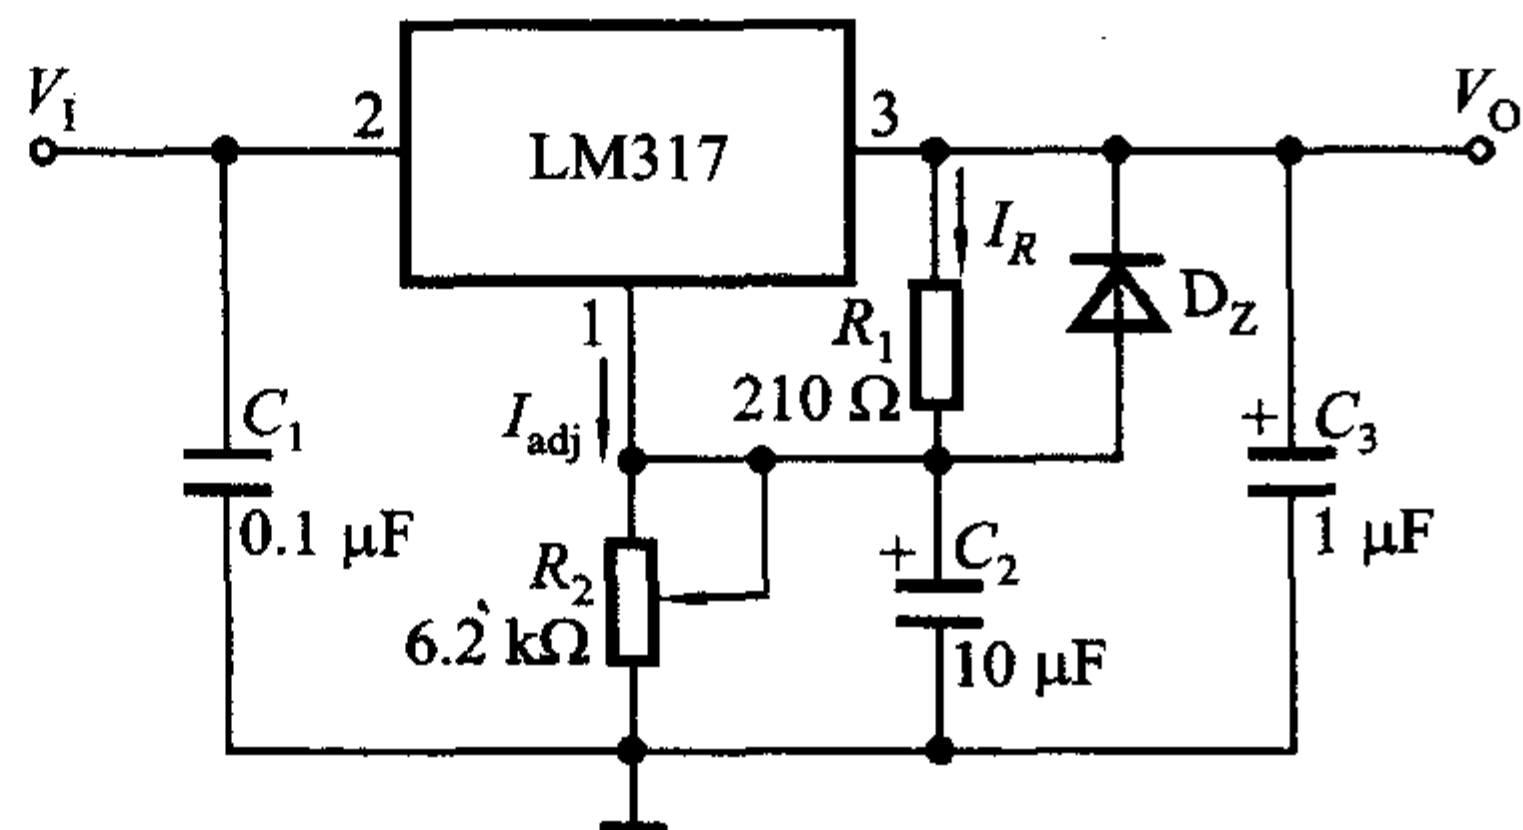 V_I
2
LM317
3
V_O
I_R
1
R_1
210 Ω
D_Z
I_adj
C_1
0.1 μF
+
C_3
1 μF
R_2
6.2 kΩ
+
C_2
10 μF